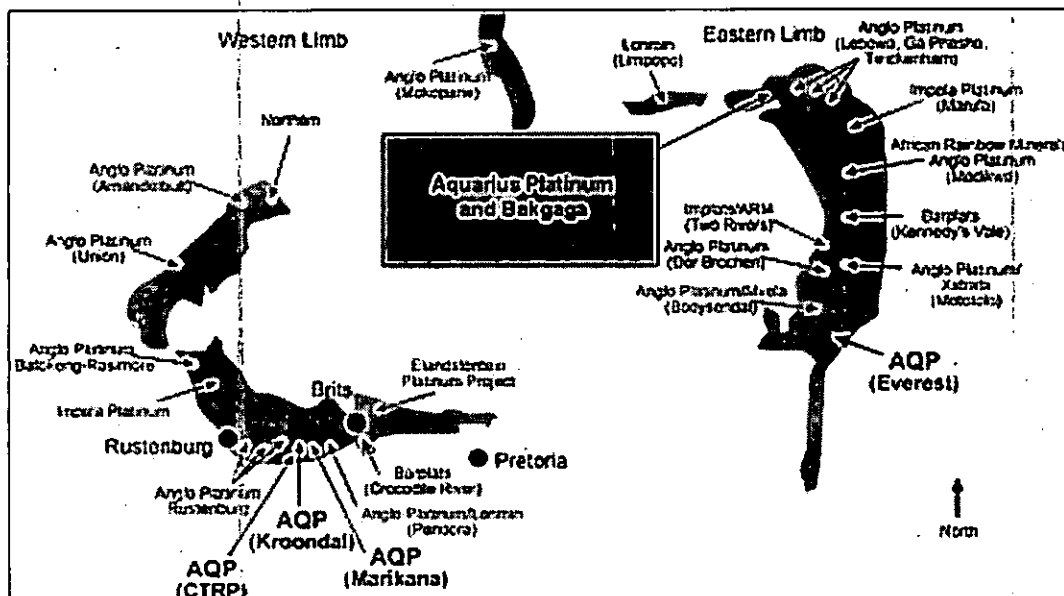 Western Limb
Eastern Limb
Anglo Platinum
(Mokopane)
Lonmin
(Limpopo)
Anglo Platinum
(Lebowa, Ga Phasha,
Twickenham)
Impala Platinum
(Marula)
Northam
African Rainbow Minerals
Anglo Platinum
(Modikwa)
Anglo Platinum
(Amandelbult)
Aquarius Platinum
and Bakgaga
Implats/ARM
(Two Rivers)
Barplats
(Kennedy's Vale)
Anglo Platinum
(Union)
Anglo Platinum
(Der Brochen)
Anglo Platinum/
Xstrata
(Mototolo)
Anglo Platinum/
(Booysendal)
AQP
(Everest)
Anglo Platinum
Bafokeng-Rasimone
Elandsfontein
Platinum Project
Brits
Impala Platinum
Rustenburg
Pretoria
Barplats
(Crocodile River)
Anglo Platinum
Rustenburg
Anglo Platinum/Lonmin
(Pandora)
AQP
(Kroondal)
AQP
(Marikana)
AQP
(CTRP)
North